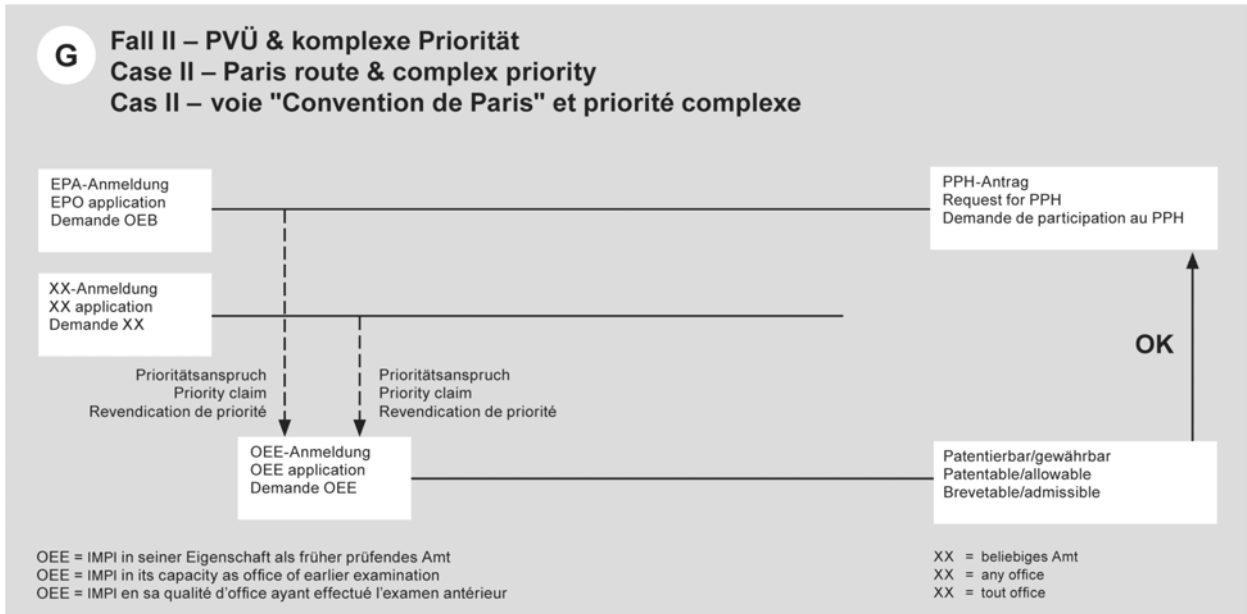 G
Fall II – PVÜ & komplexe Priorität
Case II – Paris route & complex priority
Cas II – voie "Convention de Paris" et priorité complexe
EPA-Anmeldung
EPO application
Demande OEB
PPH-Antrag
Request for PPH
Demande de participation au PPH
XX-Anmeldung
XX application
Demande XX
OK
Prioritätsanspruch
Priority claim
Revendication de priorité
Prioritätsanspruch
Priority claim
Revendication de priorité
OEE-Anmeldung
OEE application
Demande OEE
Patentierbar/gewährbar
Patentable/allowable
Brevetable/admissible
OEE = IMPI in seiner Eigenschaft als früher prüfendes Amt
OEE = IMPI in its capacity as office of earlier examination
OEE = IMPI en sa qualité d'office ayant effectué l'examen antérieur
XX = beliebiges Amt
XX = any office
XX = tout office